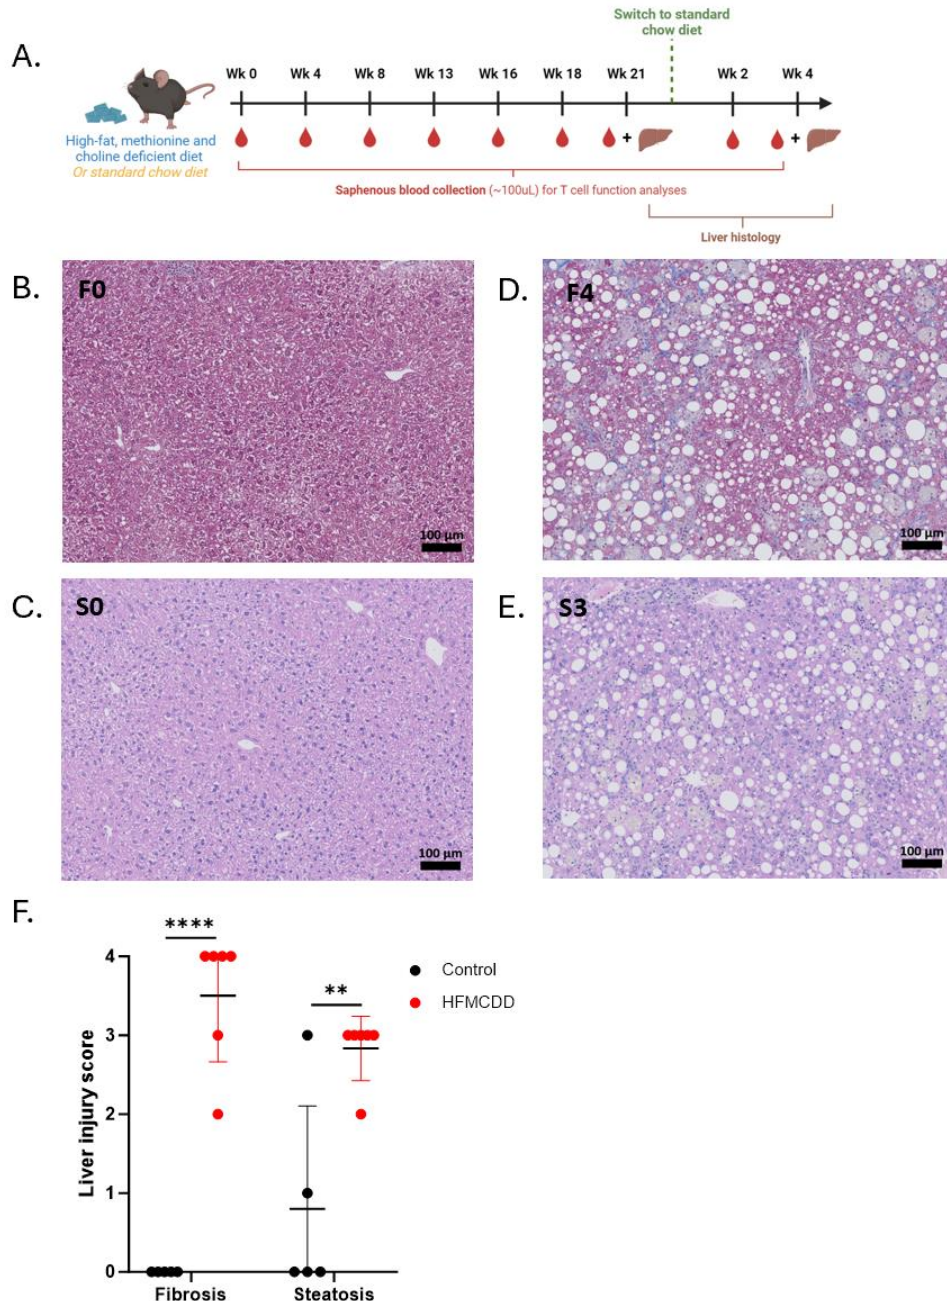 A.
Switch to standard
chow diet
Wk 0 Wk 4 Wk 8 Wk 13 Wk 16 Wk 18 Wk 21 Wk 2 Wk 4
+ +
High-fat, methionine and
choline deficient diet
Or standard chow diet
Saphenous blood collection (~100uL) for T cell function analyses
Liver histology
B.
F0
100 µm
D.
F4
100 µm
C.
S0
100 µm
E.
S3
100 µm
F.
****
**
Control
HFMCDD
Liver injury score
4
3
2
1
0
Fibrosis Steatosis